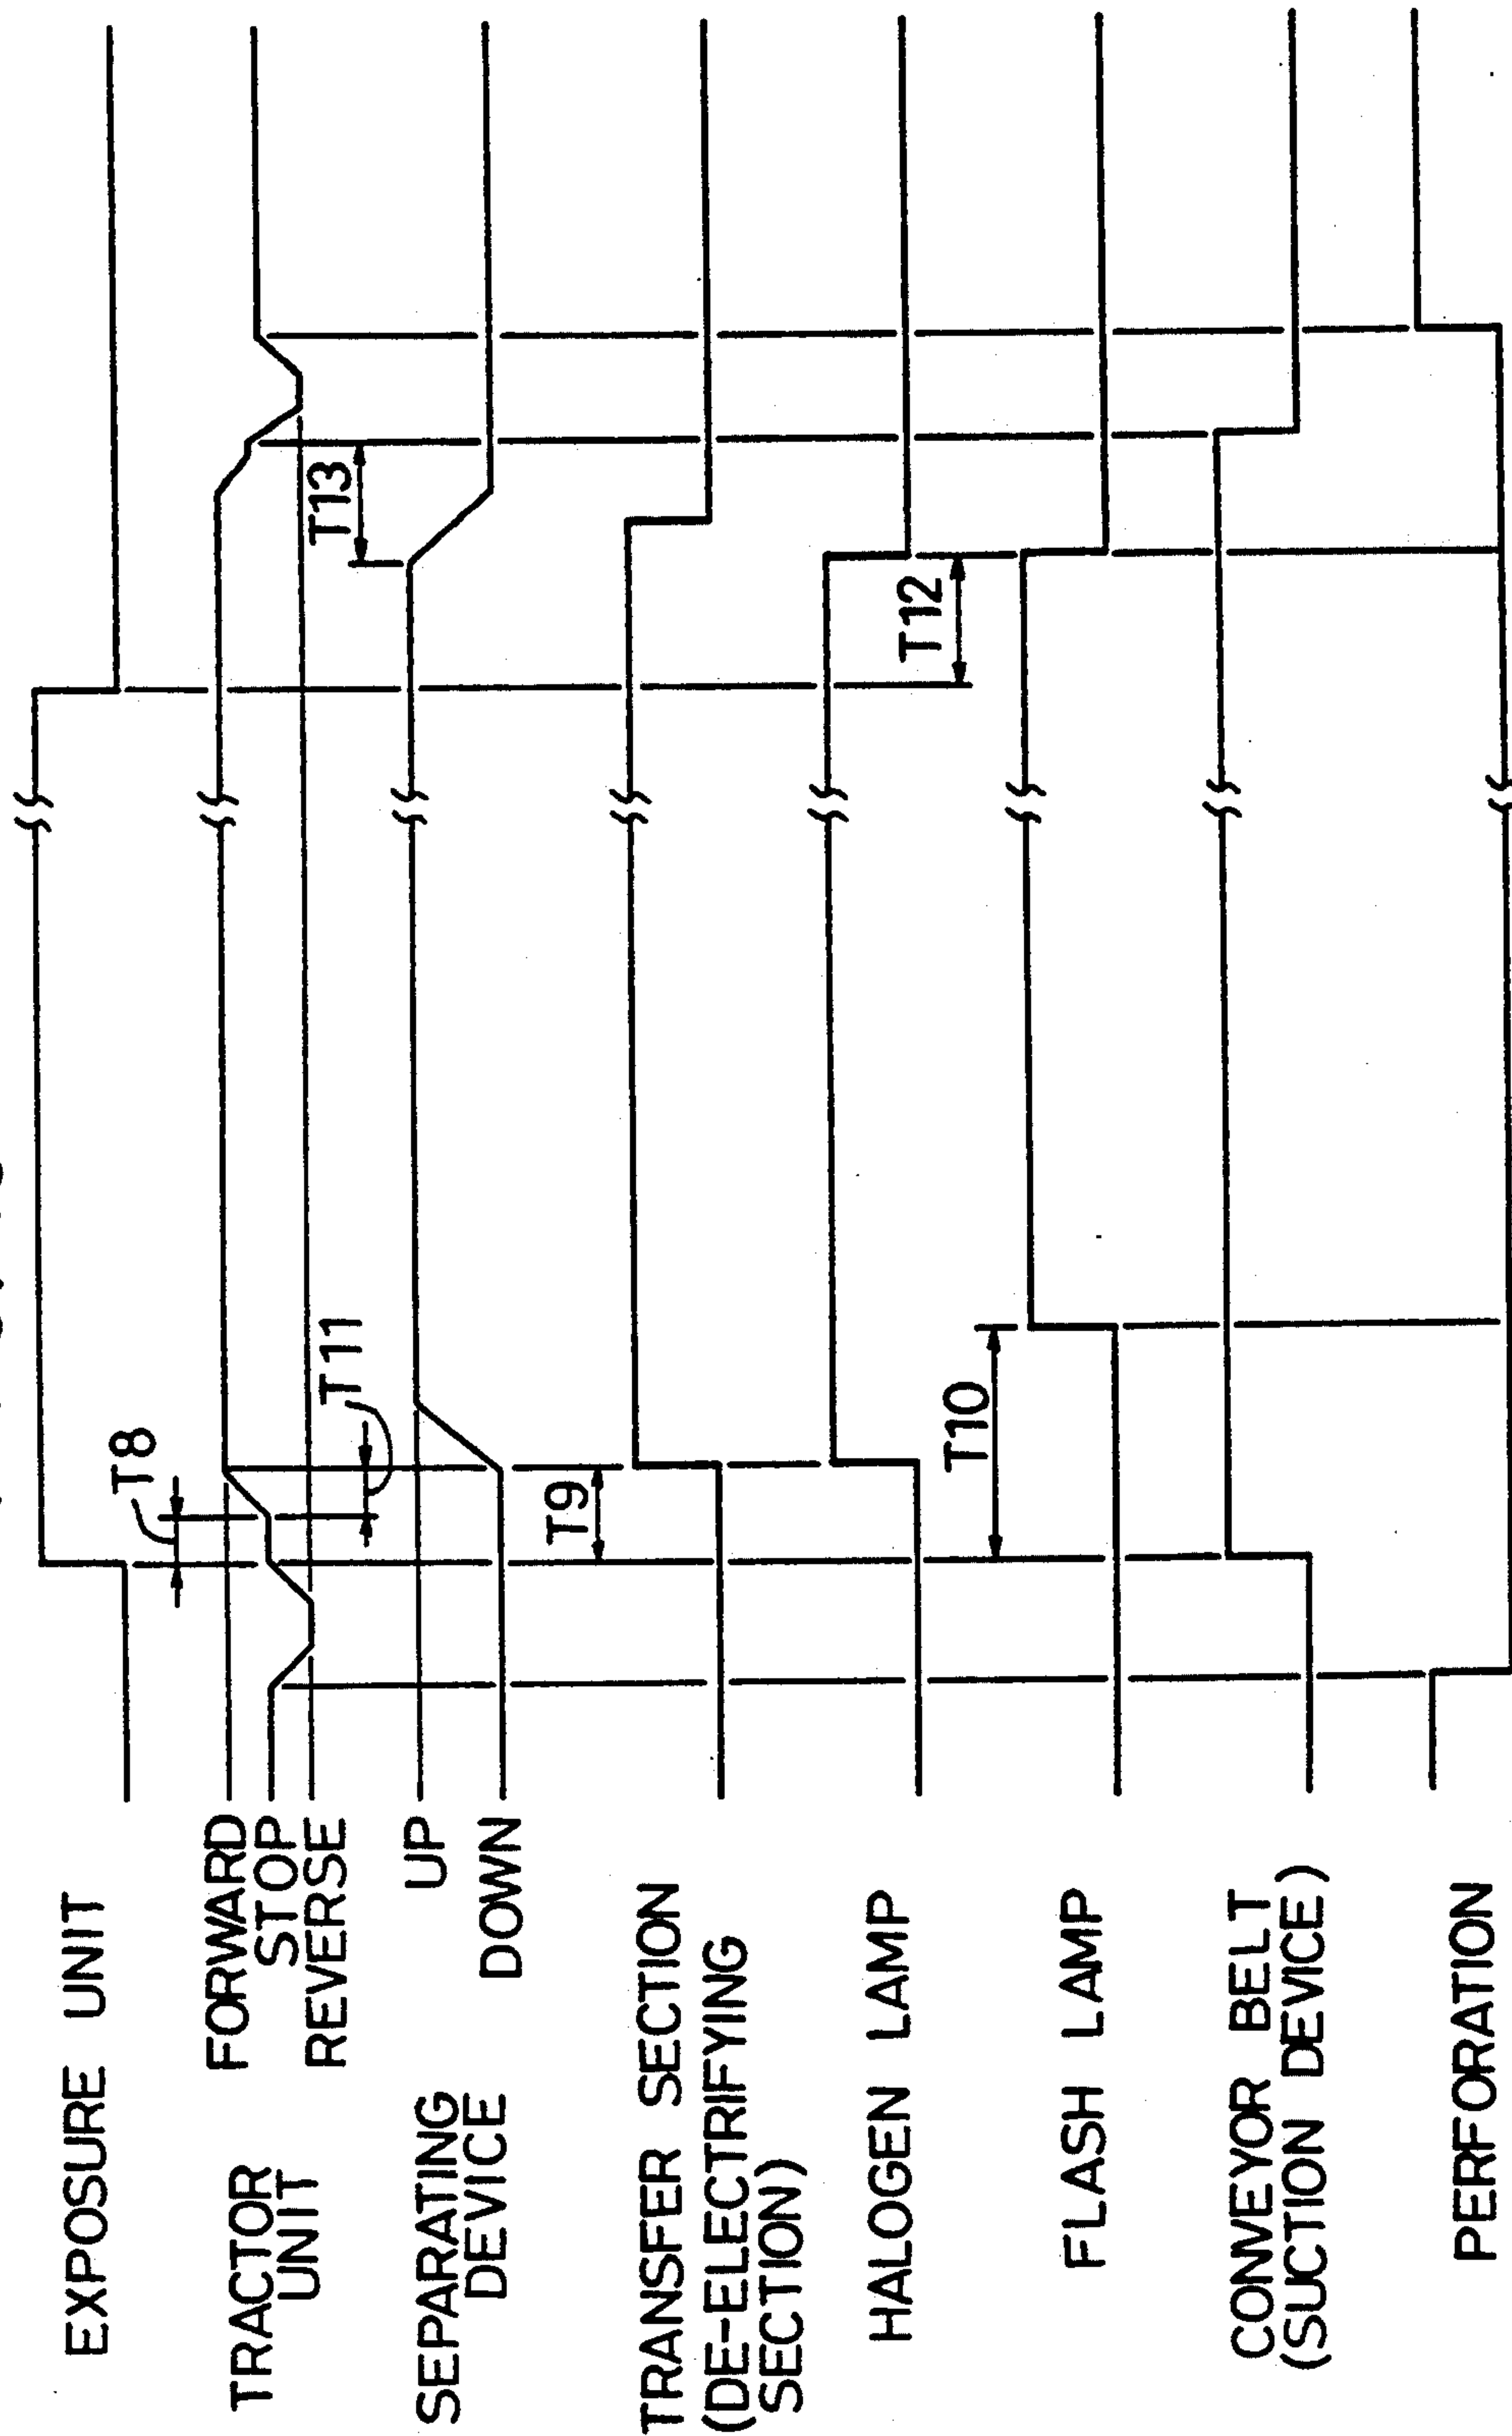 EXPOSURE UNIT
TRACTOR
UNIT
FORWARD
STOP
REVERSE
SEPARATING
DEVICE
UP
DOWN
TRANSFER SECTION
(DE-ELECTRIFYING
SECTION)
HALOGEN LAMP
FLASH LAMP
CONVEYOR BELT
(SUCTION DEVICE)
PERFORATION
T8
T11
T9
T10
T13
T12